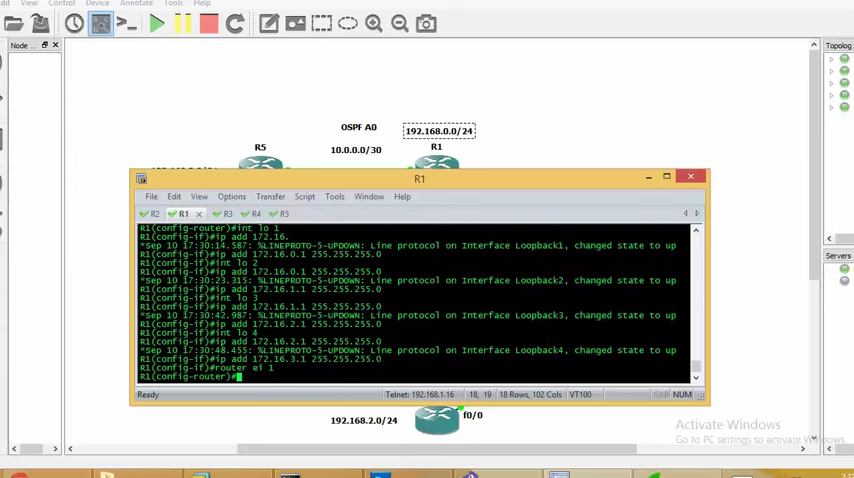 dit View Control Device Annotate Tools Help
Node ...
Topolog
OSPF A0
192.168.0.0/24
R5
10.0.0.0/30
R1
R1
File Edit View Options Transfer Script Tools Window Help
R2 R1 R3 R4 R5
R1(config-router)#int lo 1
R1(config-if)#ip add 172.16.
*Sep 10 17:30:14.587: %LINEPROTO-5-UPDOWN: Line protocol on Interface Loopback1, changed state to up
R1(config-if)#ip add 172.16.0.1 255.255.255.0
R1(config-if)#int lo 2
R1(config-if)#ip add 172.16.0.1 255.255.255.0
*Sep 10 17:30:23.315: %LINEPROTO-5-UPDOWN: Line protocol on Interface Loopback2, changed state to up
R1(config-if)#ip add 172.16.1.1 255.255.255.0
R1(config-if)#int lo 3
R1(config-if)#ip add 172.16.1.1 255.255.255.0
*Sep 10 17:30:42.987: %LINEPROTO-5-UPDOWN: Line protocol on Interface Loopback3, changed state to up
R1(config-if)#ip add 172.16.2.1 255.255.255.0
R1(config-if)#int lo 4
R1(config-if)#ip add 172.16.2.1 255.255.255.0
*Sep 10 17:30:48.455: %LINEPROTO-5-UPDOWN: Line protocol on Interface Loopback4, changed state to up
R1(config-if)#ip add 172.16.3.1 255.255.255.0
R1(config-if)#router ei 1
R1(config-router)#
Ready Telnet: 192.168.1.16 18, 19 18 Rows, 102 Cols VT100 CAP NUM
Servers
192.168.2.0/24
f0/0
Activate Windows
Go to PC settings to activate Windows.